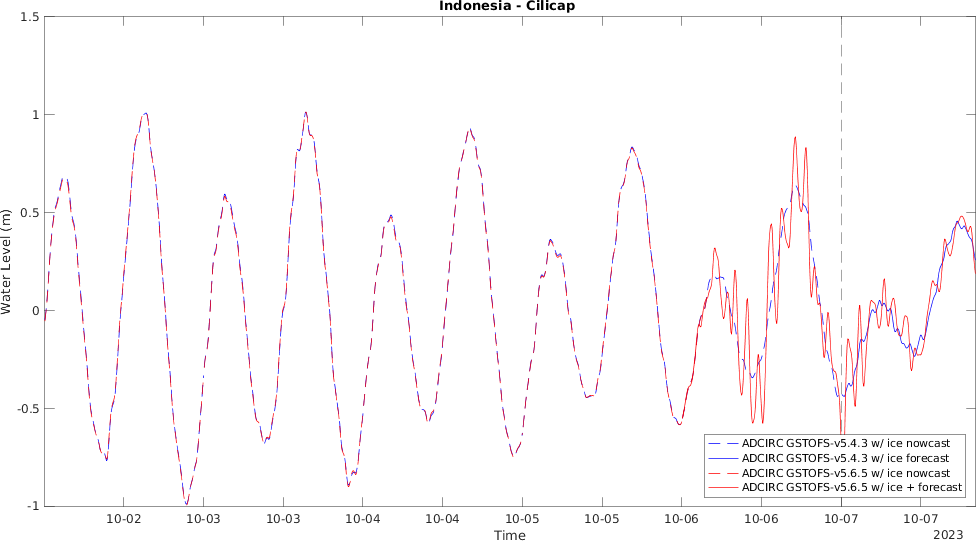 Indonesia - Cilicap
1.5
1
0.5
0
-0.5
-1
Water Level (m)
10-02
10-03
10-03
10-04
10-04
10-05
10-05
10-06
10-06
10-07
10-07
Time
2023
ADCIRC GSTOFS-v5.4.3 w/ ice nowcast
ADCIRC GSTOFS-v5.4.3 w/ ice forecast
ADCIRC GSTOFS-v5.6.5 w/ ice nowcast
ADCIRC GSTOFS-v5.6.5 w/ ice + forecast